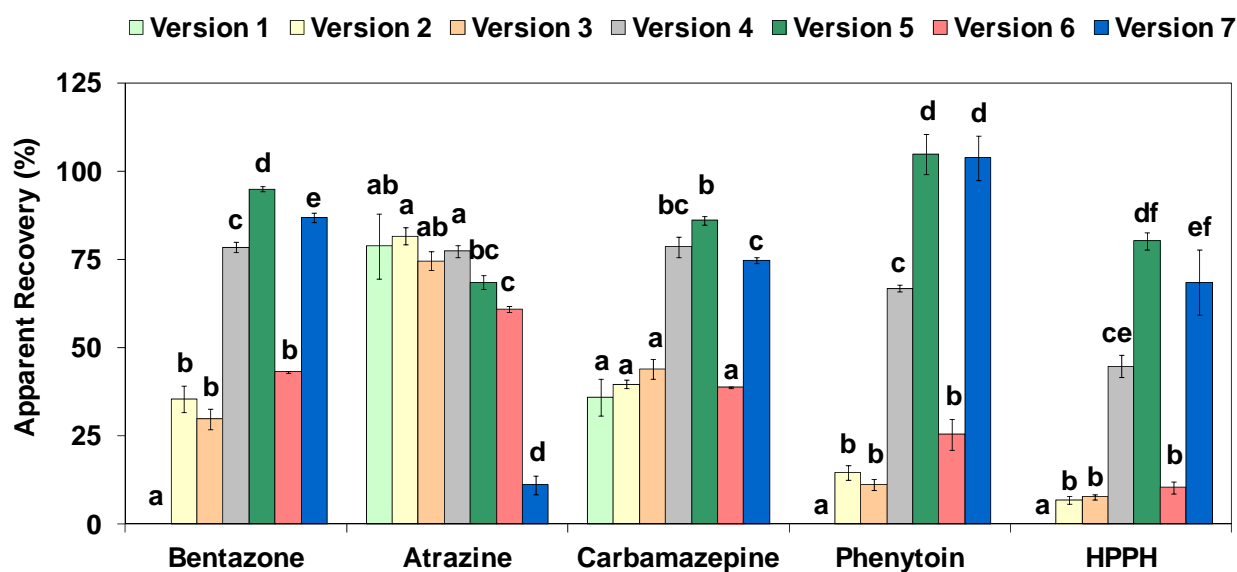 Version 1 Version 2 Version 3 Version 4 Version 5 Version 6 Version 7
Apparent Recovery (%)
125
100
75
50
25
0
a b b c d b e
ab a ab a bc c d
a a a bc b a c
a b b c d b d
a b b ce df b ef
Bentazone Atrazine Carbamazepine Phenytoin HPPH